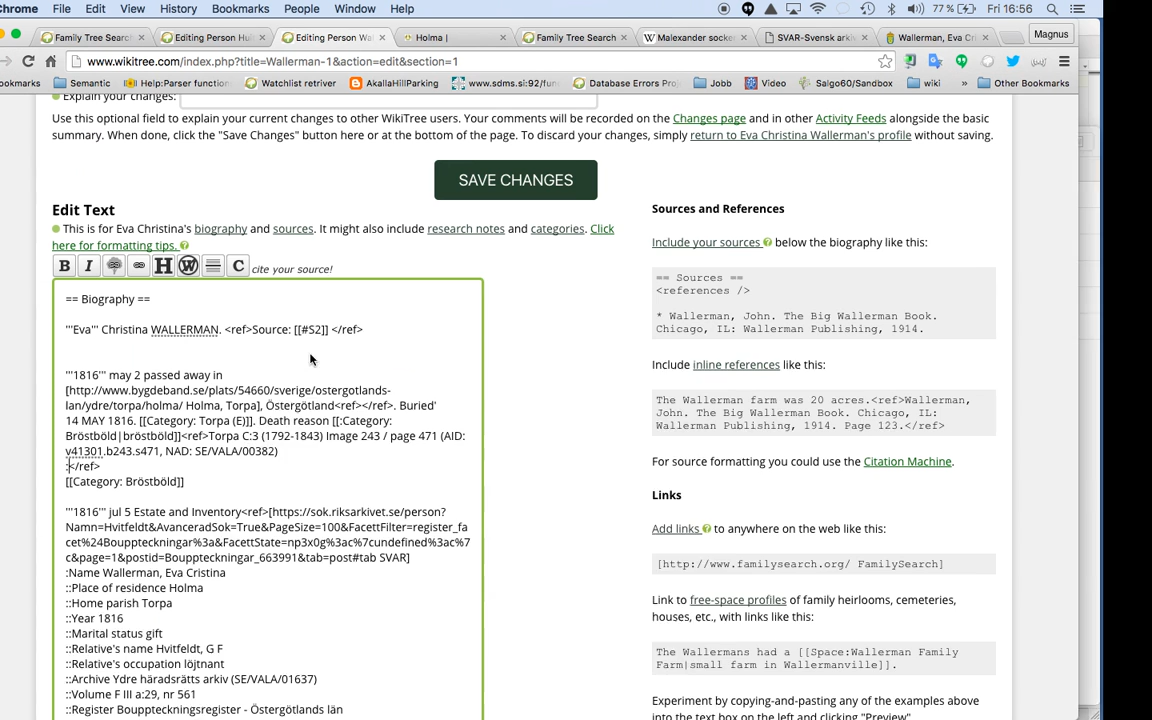 Chrome File Edit View History Bookmarks People Window Help 77% Fri 16:56
Family Tree Searc Editing Person Hu Editing Person Wa Holma | Family Tree Search Malexander socke SVAR-Svensk arki Wallerman, Eva Cri Magnus
www.wikitree.com/index.php?title=Wallerman-1&action=edit&section=1
ookmarks Semantic Help:Parser functio Watchlist retriever AkallaHillParking www.sdms.si:92/func Database Errors Pro Jobb Video Salgo60/Sandbox wiki » Other Bookmarks
Explain your changes:
Use this optional field to explain your current changes to other WikiTree users. Your comments will be recorded on the Changes page and in other Activity Feeds alongside the basic
summary. When done, click the "Save Changes" button here or at the bottom of the page. To discard your changes, simply return to Eva Christina Wallerman's profile without saving.
SAVE CHANGES
Edit Text
This is for Eva Christina's biography and sources. It might also include research notes and categories. Click
here for formatting tips.
B I H W C cite your source!
== Biography ==
'''Eva''' Christina WALLERMAN. <ref>Source: [[#S2]] </ref>
'''1816''' may 2 passed away in
[http://www.bygdeband.se/plats/54660/sverige/ostergotlands-
lan/ydre/torpa/holma/ Holma, Torpa], Östergötland<ref></ref>. Buried'
14 MAY 1816. [[Category: Torpa (E)]]. Death reason [[:Category:
Bröstböld|bröstböld]]<ref>Torpa C:3 (1792-1843) Image 243 / page 471 (AID:
v41301.b243.s471, NAD: SE/VALA/00382)
:</ref>
[[Category: Bröstböld]]
'''1816''' jul 5 Estate and Inventory<ref>[https://sok.riksarkivet.se/person?
Namn=Hvitfeldt&AvanceradSok=True&PageSize=100&FacettFilter=register_fa
cet%24Bouppteckningar%3a&FacettState=np3x0g%3ac%7cundefined%3ac%7
c&page=1&postid=Bouppteckningar_663991&tab=post#tab SVAR]
:Name Wallerman, Eva Cristina
::Place of residence Holma
::Home parish Torpa
::Year 1816
::Marital status gift
::Relative's name Hvitfeldt, G F
::Relative's occupation löjtnant
::Archive Ydre häradsrätts arkiv (SE/VALA/01637)
::Volume F III a:29, nr 561
::Register Bouppteckningsregister - Östergötlands län
Sources and References
Include your sources below the biography like this:
== Sources ==
<references />
* Wallerman, John. The Big Wallerman Book.
Chicago, IL: Wallerman Publishing, 1914.
Include inline references like this:
The Wallerman farm was 20 acres.<ref>Wallerman,
John. The Big Wallerman Book. Chicago, IL:
Wallerman Publishing, 1914. Page 123.</ref>
For source formatting you could use the Citation Machine.
Links
Add links to anywhere on the web like this:
[http://www.familysearch.org/ FamilySearch]
Link to free-space profiles of family heirlooms, cemeteries,
houses, etc., with links like this:
The Wallermans had a [[Space:Wallerman Family
Farm|small farm in Wallermanville]].
Experiment by copying-and-pasting any of the examples above
into the text box on the left and clicking "Preview".